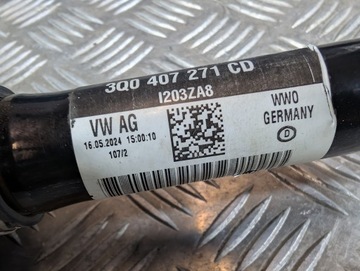 3Q0 407 271 CD
I203ZA8
VW AG
16.05.2024 15:00:10
107/2
WWO
GERMANY
D